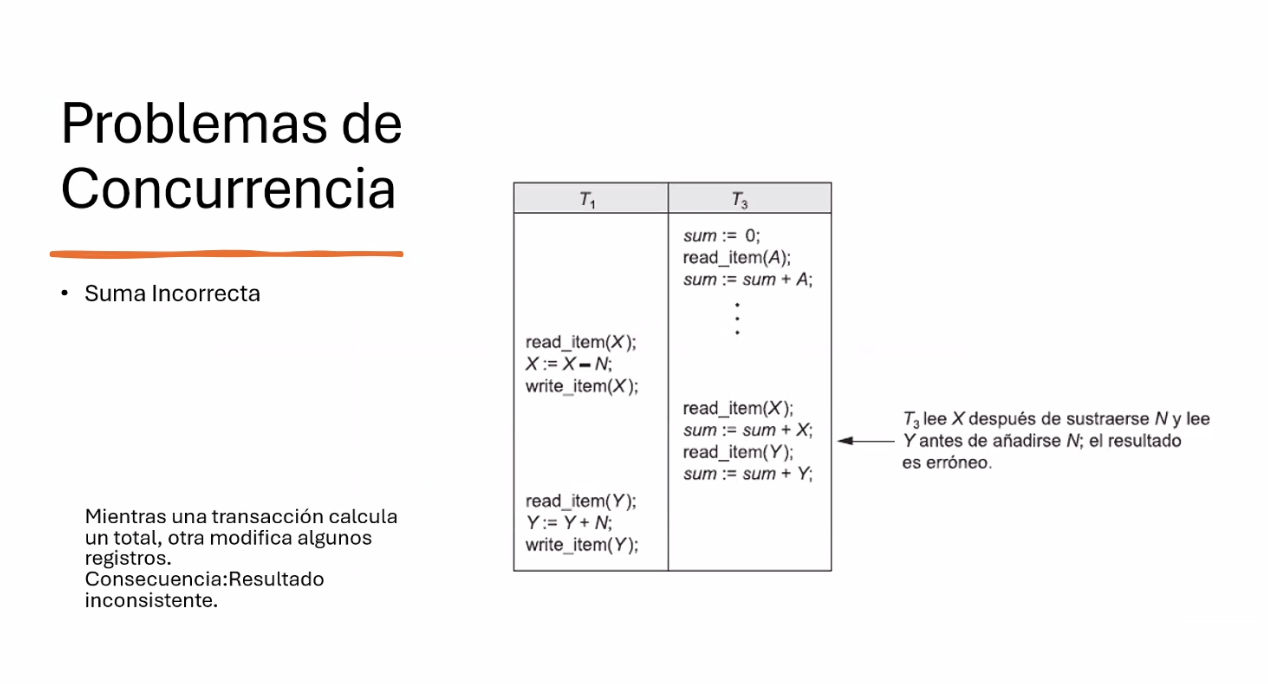 Problemas de
Concurrencia
• Suma Incorrecta
Mientras una transacción calcula
un total, otra modifica algunos
registros.
Consecuencia:Resultado
inconsistente.
T1
T3
sum := 0;
read_item(A);
sum := sum + A;
read_item(X);
X := X – N;
write_item(X);
read_item(X);
sum := sum + X;
read_item(Y);
sum := sum + Y;
read_item(Y);
Y := Y + N;
write_item(Y);
T3 lee X después de sustraerse N y lee
Y antes de añadirse N; el resultado
es erróneo.